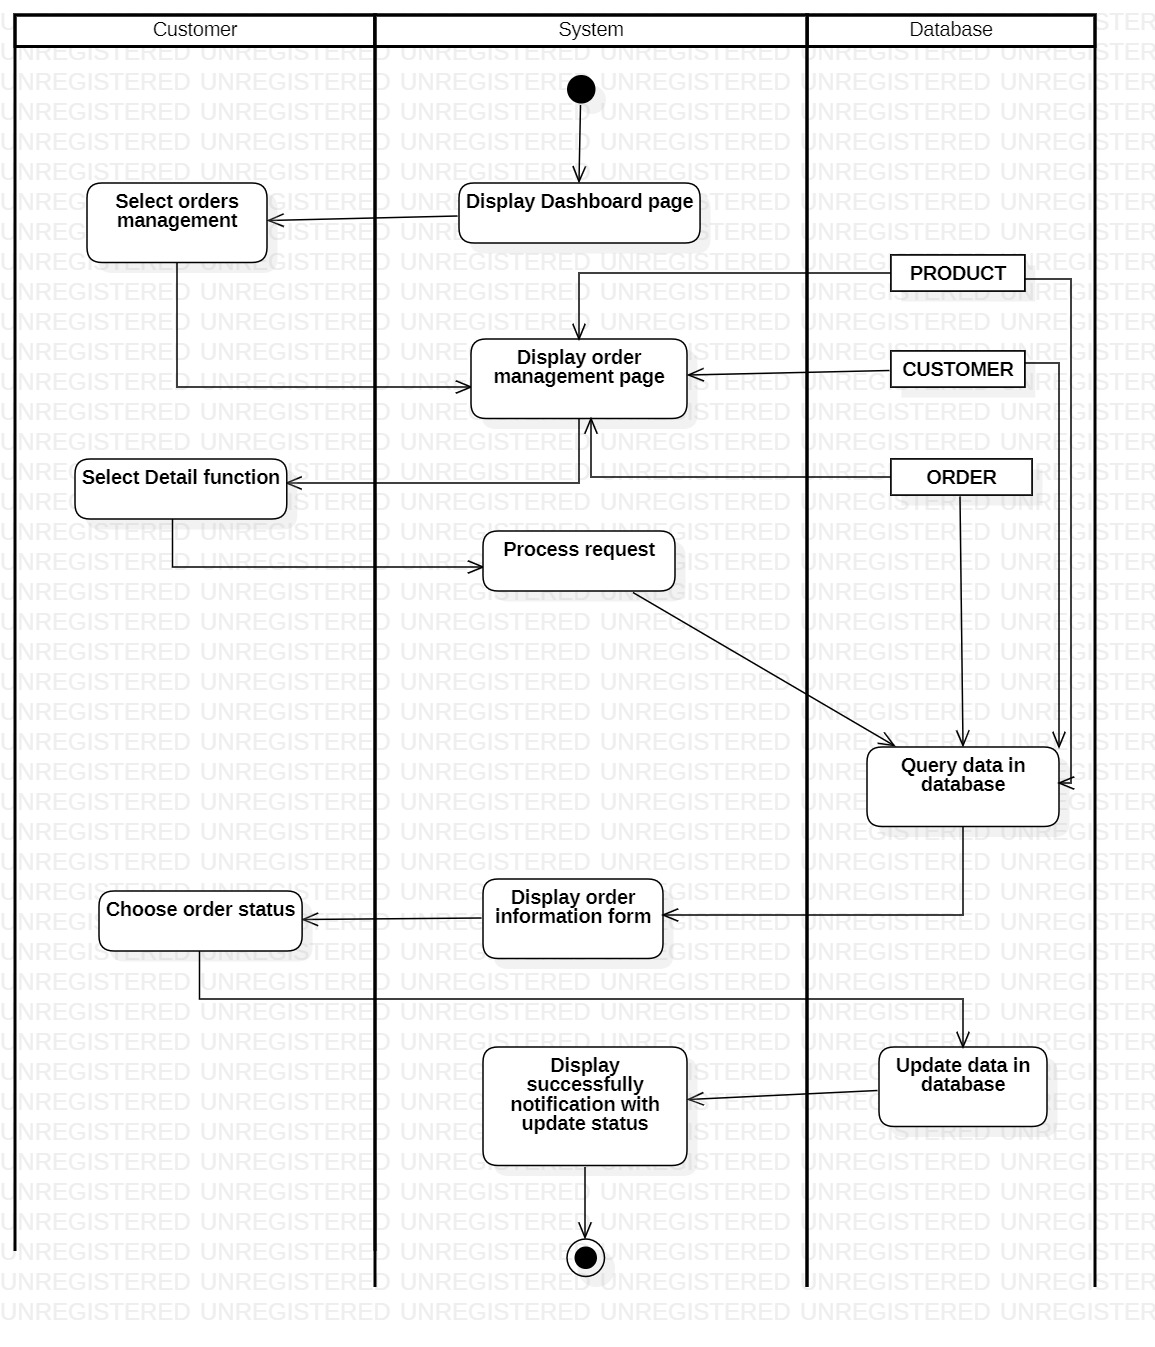 Customer
System
Database
Select orders
management
Display Dashboard page
PRODUCT
Display order
management page
CUSTOMER
Select Detail function
ORDER
Process request
Query data in
database
Choose order status
Display order
information form
Display
successfully
notification with
update status
Update data in
database
UNREGISTERED